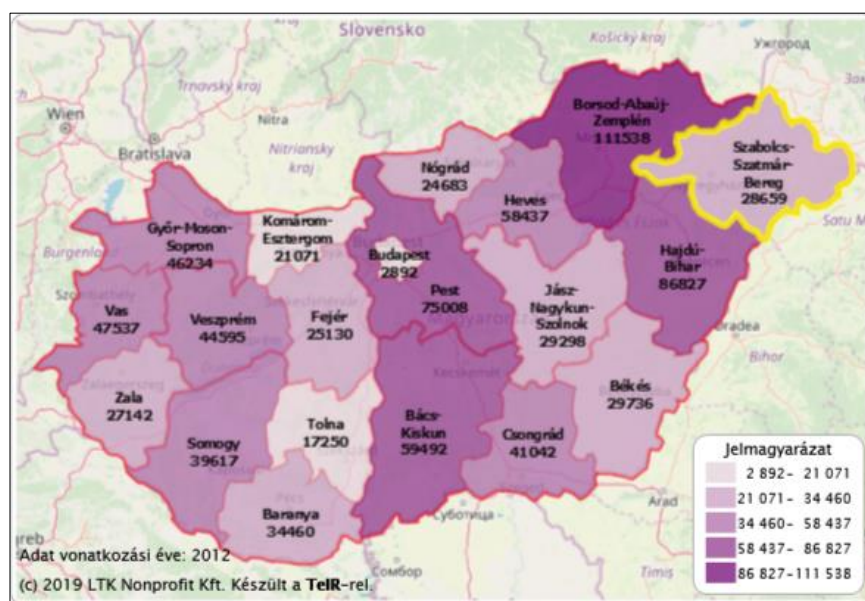 Slovensko
Košický kraj
Ужгород
Trnavský kraj
Wien
Nitra
Nitriansky
kraj
Bratislava
Borsod-Abaúj-
Zemplén
111538
Szabolcs-
Szatmár-
Bereg
28659
Nógrád
24683
Heves
58437
Satu M
Győr-Moson-
Sopron
46234
Komárom-
Esztergom
21071
Budapest
2892
Hajdú-
Bihar
86827
Burgenland
Pest
75008
Jász-
Nagykun-
Szolnok
29298
Vas
47537
Veszprém
44595
Fejér
25130
Oradea
Bihor
Kecskemét
Zala
27142
Békés
29736
Tolna
17250
Bács-
Kiskun
59492
Csongrád
41042
Somogy
39617
Baranya
34460
Суботица
Arad
Сомбор
Timiș
greb
Jelmagyarázat
2 892- 21 071
21 071- 34 460
34 460- 58 437
58 437- 86 827
86 827-111 538
Adat vonatkozási éve: 2012
(c) 2019 LTK Nonprofit Kft. Készült a TeIR-rel.